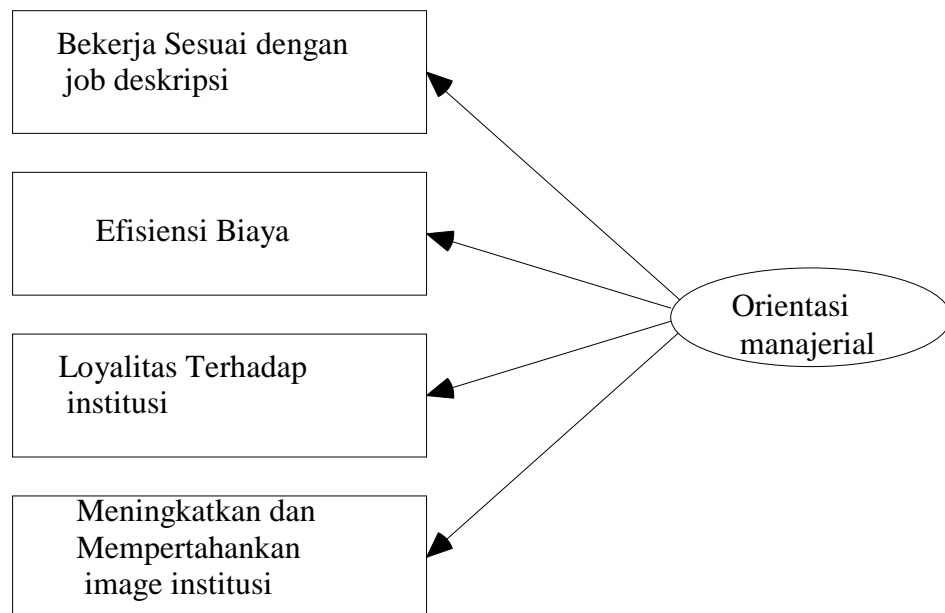 Bekerja Sesuai dengan
job deskripsi
Efisiensi Biaya
Loyalitas Terhadap
institusi
Meningkatkan dan
Mempertahankan
image institusi
Orientasi
manajerial